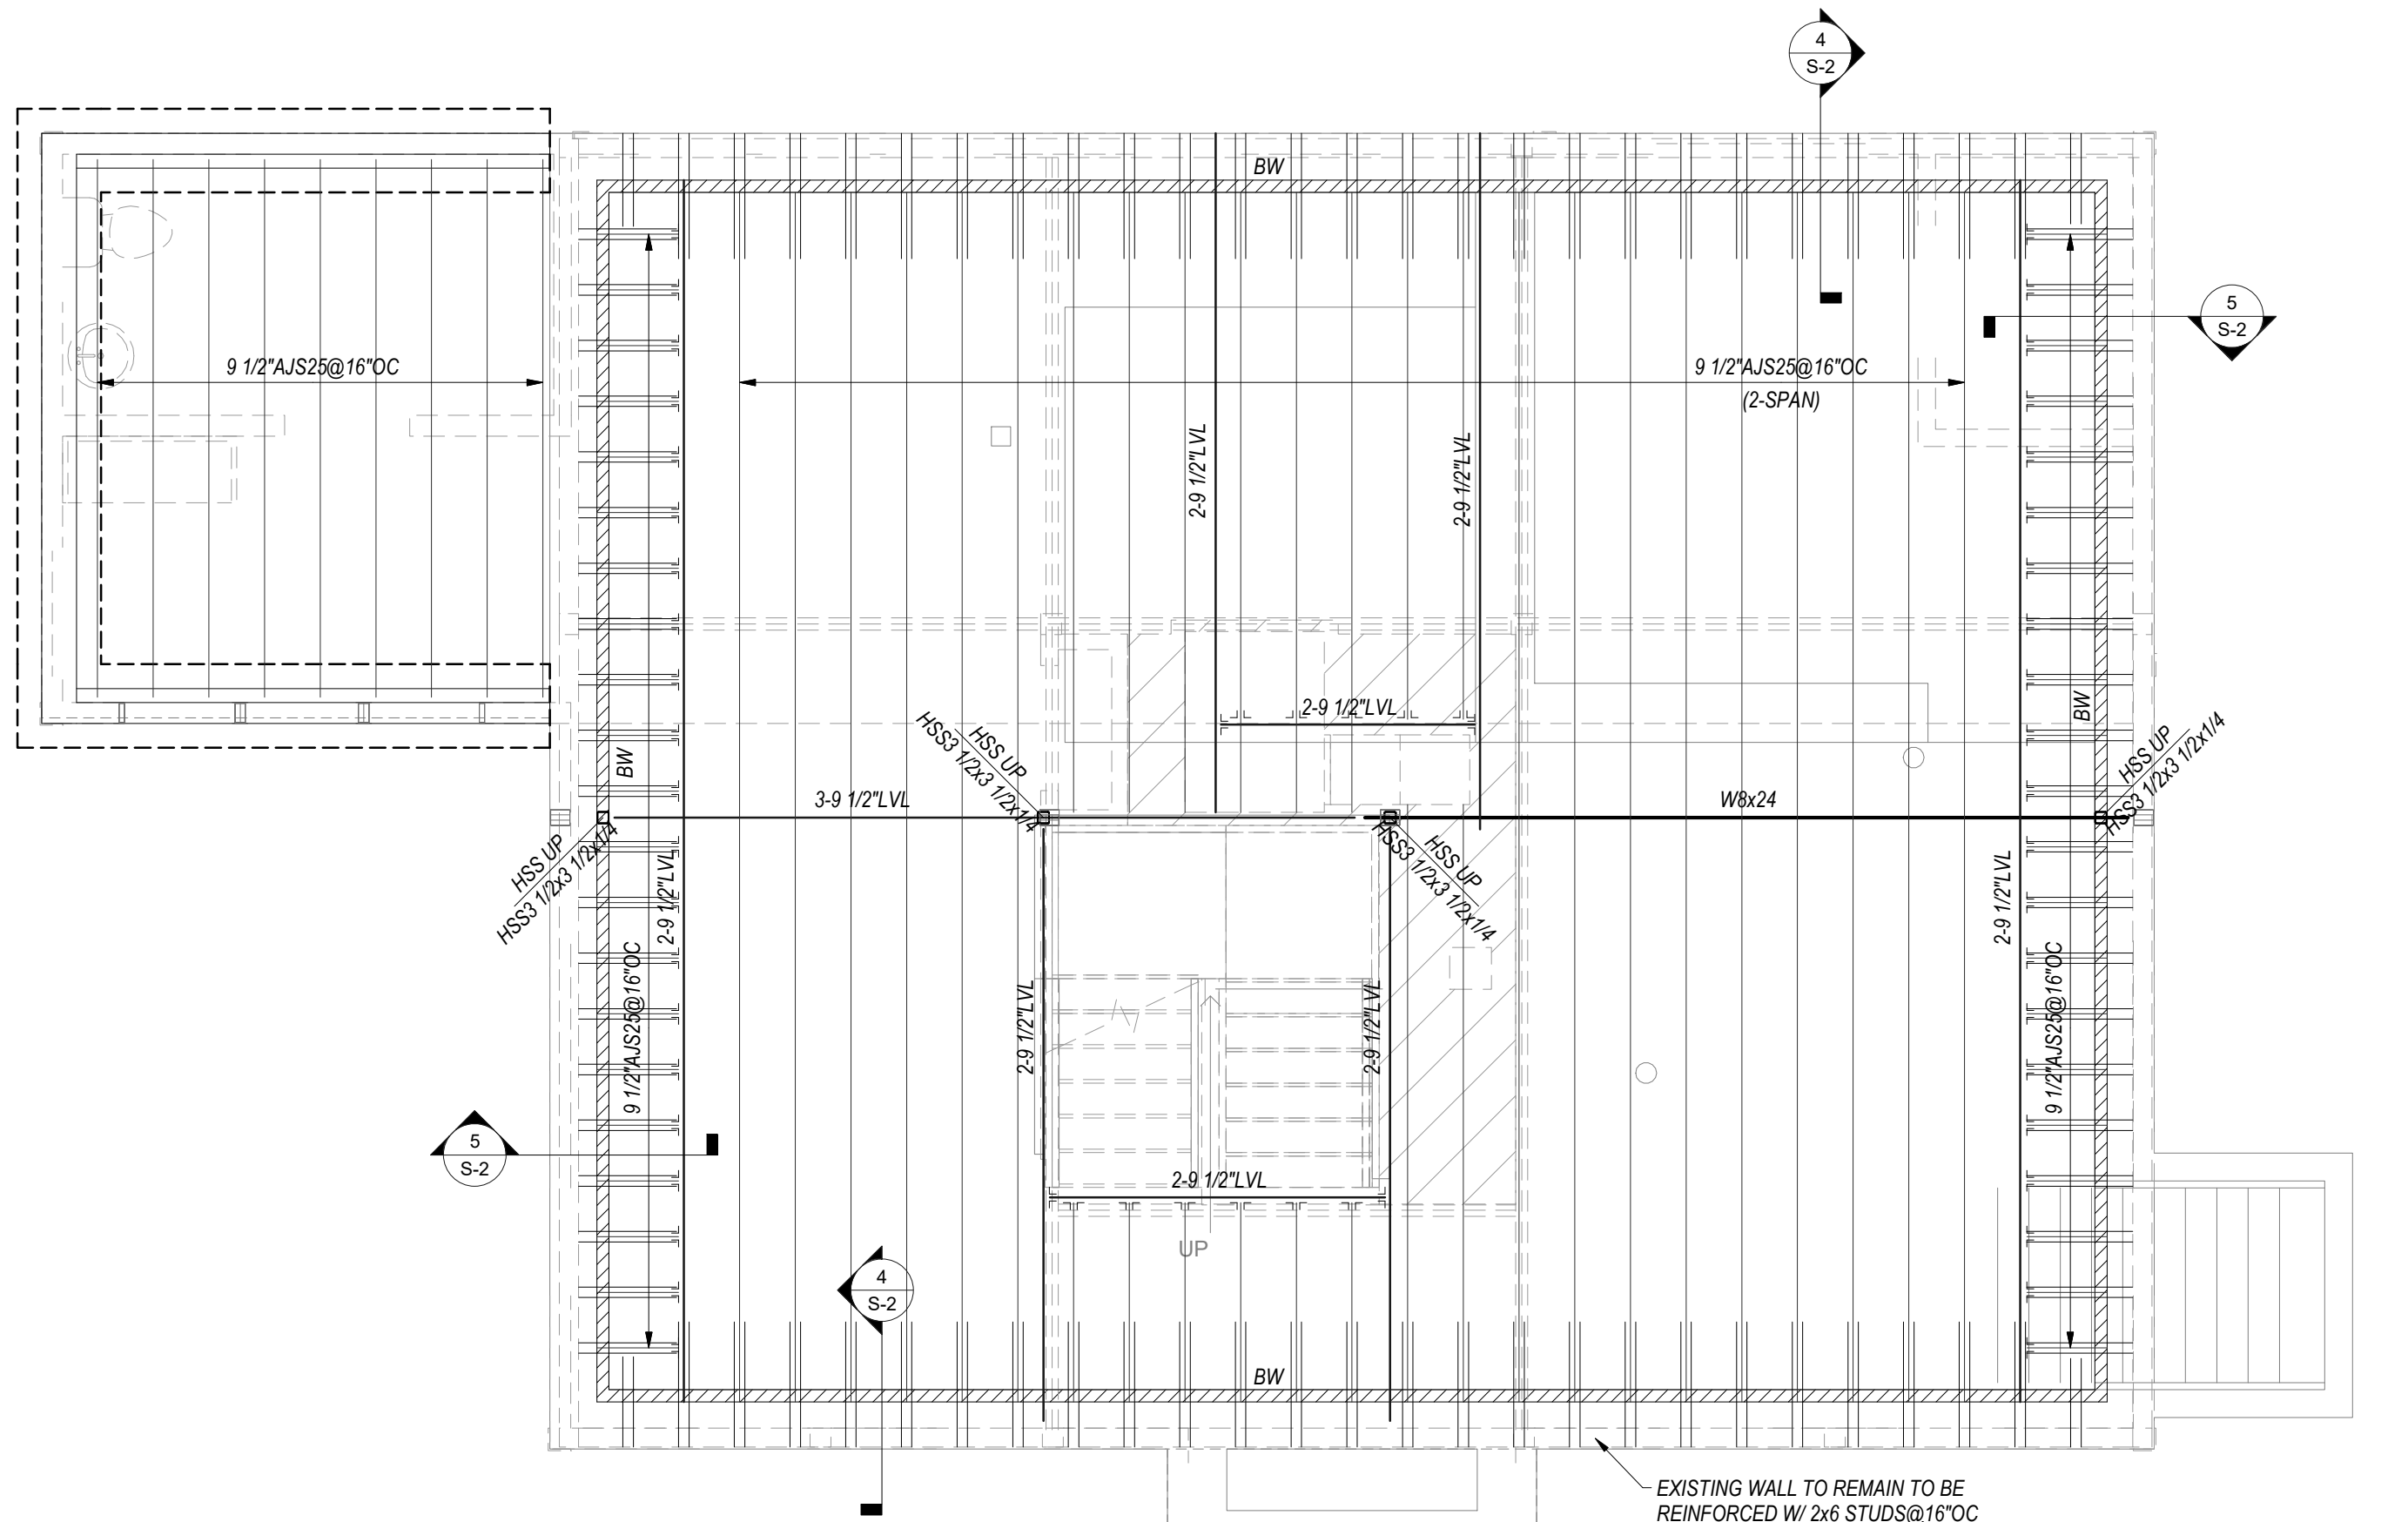 4
S-2
BW
5
S-2
9 1/2"AJS25@16"OC
9 1/2"AJS25@16"OC
(2-SPAN)
2-9 1/2"LVL
2-9 1/2"LVL
2-9 1/2"LVL
BW
BW
HSS UP
HSS3 1/2x3 1/2x1/4
HSS UP
HSS3 1/2x3 1/2x1/4
3-9 1/2"LVL
W8x24
HSS UP
HSS3 1/2x3 1/2x1/4
HSS UP
HSS3 1/2x3 1/2x1/4
2-9 1/2"LVL
2-9 1/2"LVL
9 1/2"AJS25@16"OC
9 1/2"AJS25@16"OC
2-9 1/2"LVL
2-9 1/2"LVL
5
S-2
2-9 1/2"LVL
UP
4
S-2
BW
EXISTING WALL TO REMAIN TO BE
REINFORCED W/ 2x6 STUDS@16"OC